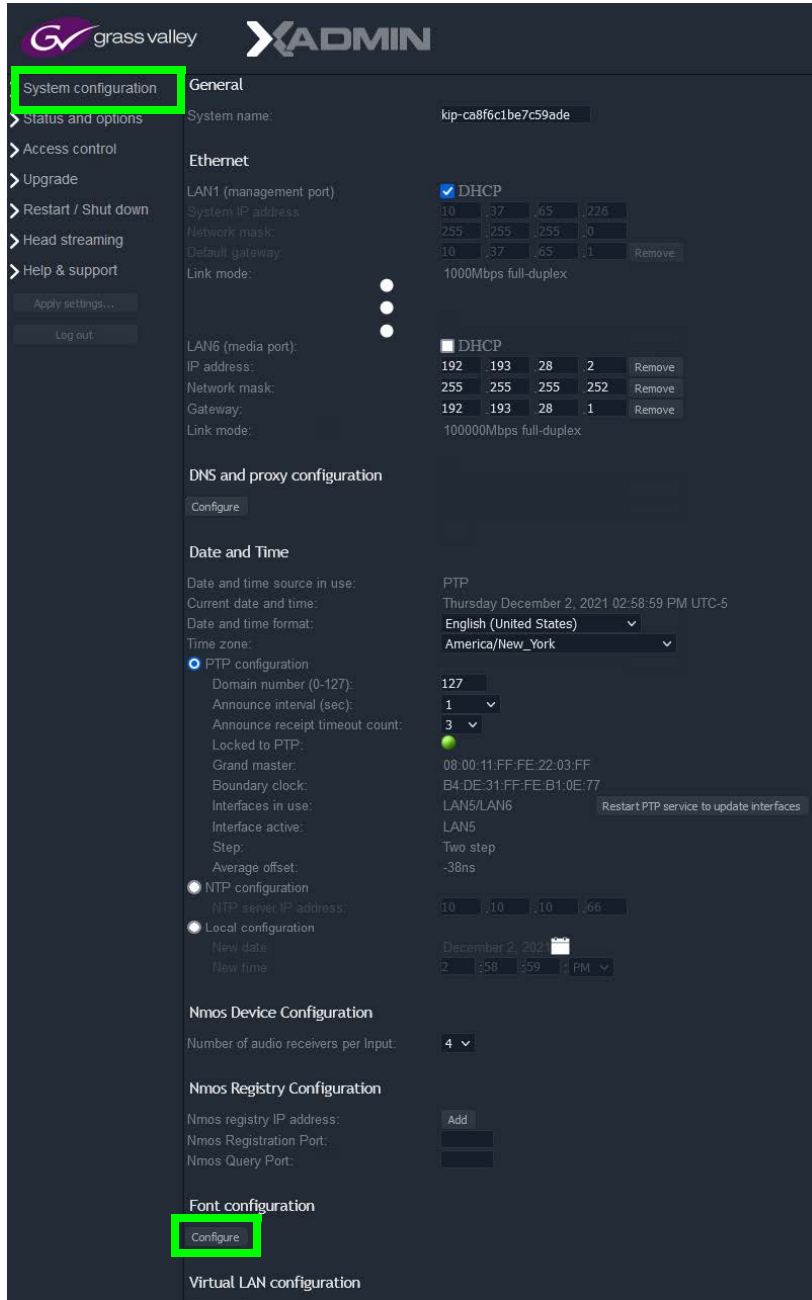 GV grass valley XADMIN
System configuration
Status and options
Access control
Upgrade
Restart / Shut down
Head streaming
Help & support
Apply settings...
Log out
General
System name: kip-ca8f6c1be7c59ade
Ethernet
LAN1 (management port) DHCP
System IP address 10 .37 .65 .226
Network mask: 255 .255 .255 .0
Default gateway: 10 .37 .65 .1 Remove
Link mode: 1000Mbps full-duplex
LAN6 (media port): DHCP
IP address: 192 .193 .28 .2 Remove
Network mask: 255 .255 .255 .252 Remove
Gateway: 192 .193 .28 .1 Remove
Link mode: 100000Mbps full-duplex
DNS and proxy configuration
Configure
Date and Time
Date and time source in use: PTP
Current date and time: Thursday December 2, 2021 02:58:59 PM UTC-5
Date and time format: English (United States)
Time zone: America/New_York
PTP configuration
Domain number (0-127): 127
Announce interval (sec): 1
Announce receipt timeout count: 3
Locked to PTP:
Grand master: 08:00:11:FF:FE:22:03:FF
Boundary clock: B4:DE:31:FF:FE:B1:0E:77
Interfaces in use: LAN5/LAN6 Restart PTP service to update interfaces
Interface active: LAN5
Step: Two step
Average offset: -38ns
NTP configuration
NTP server IP address: 10 .10 .10 .66
Local configuration
New date December 2, 2021
New time 2 :58 :59 : PM
Nmos Device Configuration
Number of audio receivers per Input: 4
Nmos Registry Configuration
Nmos registry IP address: Add
Nmos Registration Port:
Nmos Query Port:
Font configuration
Configure
Virtual LAN configuration